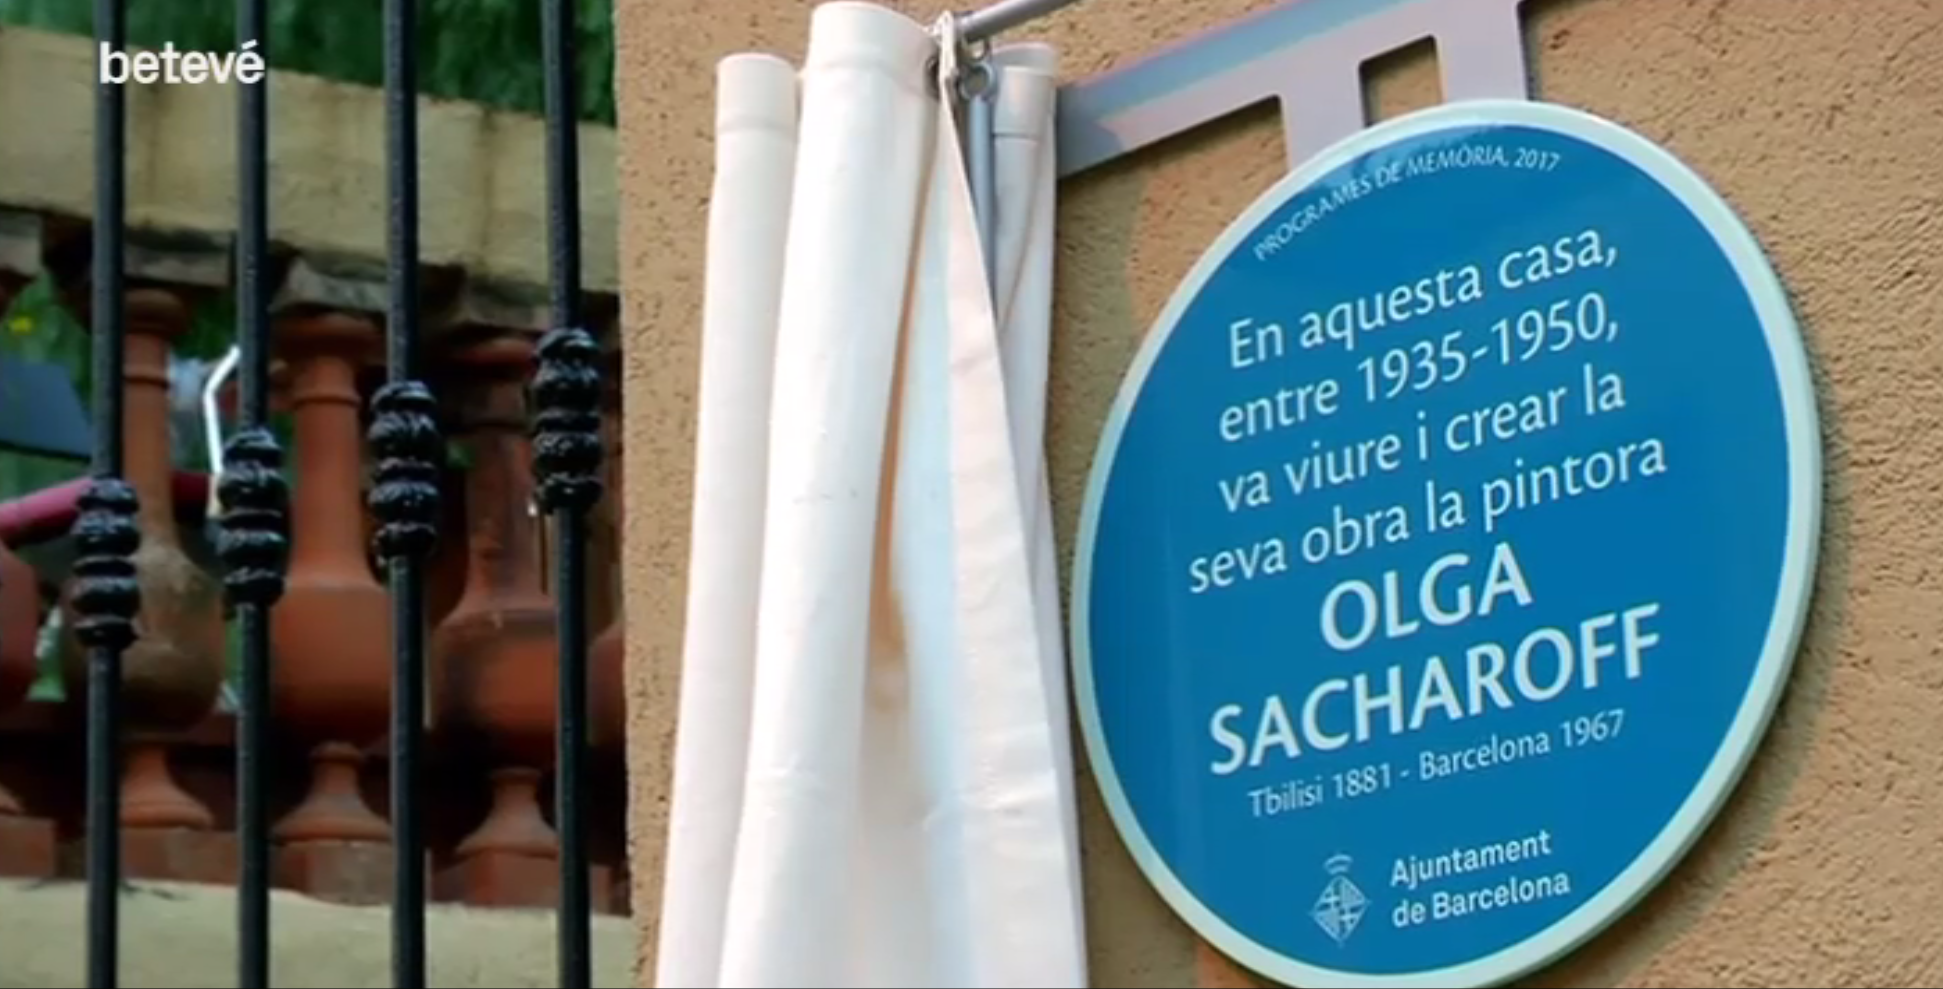 betevé
PROGRAMES DE MEMÒRIA, 2017
En aquesta casa,
entre 1935-1950,
va viure i crear la
seva obra la pintora
OLGA
SACHAROFF
Tbilisi 1881 - Barcelona 1967
Ajuntament
de Barcelona